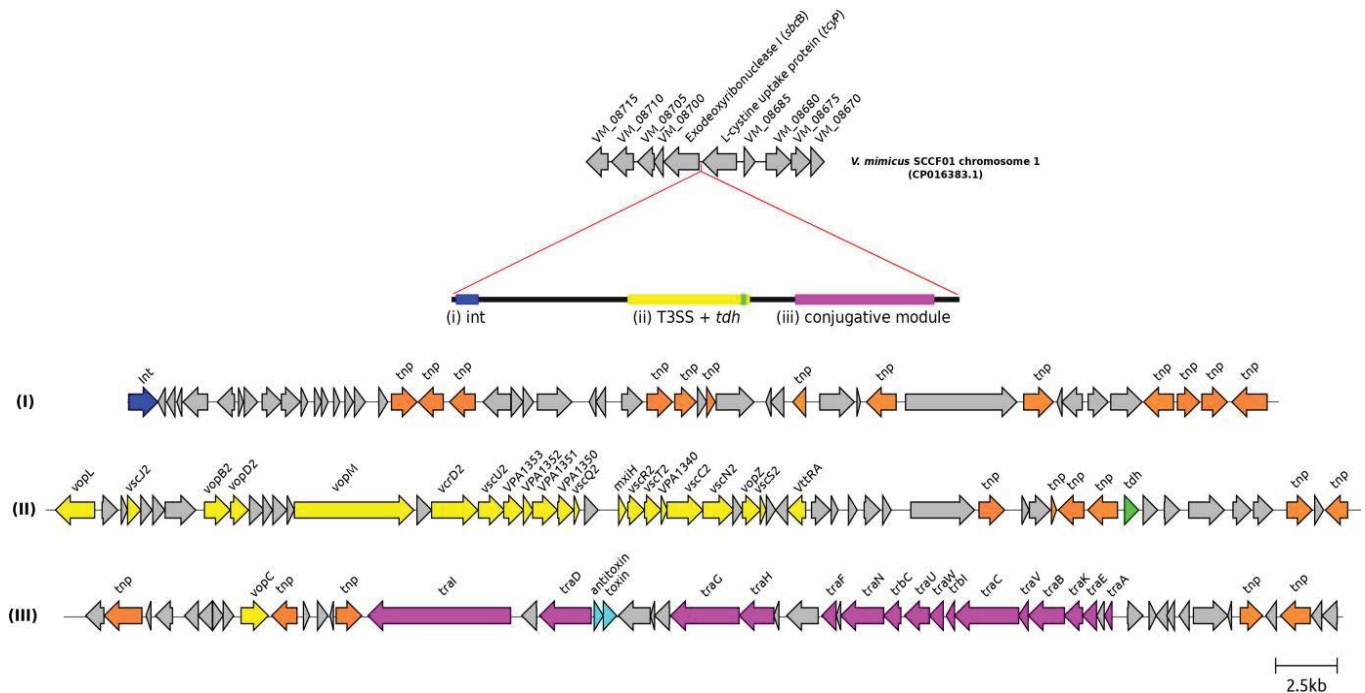 VM_08715
VM_08710
VM_08705
VM_08700
Exodeoxyribonuclease I (sbcB)
L-cystine uptake protein (tcyP)
VM_08685
VM_08680
VM_08675
VM_08670
V. mimicus SCCF01 chromosome 1
(CP016383.1)
(i) int (ii) T3SS + tdh (iii) conjugative module
(I)
Int tnp tnp tnp tnp tnp tnp tnp tnp tnp tnp tnp tnp tnp
(II)
vopL vscJ2 vopB2 vopD2 vopM vcrD2 vscU2 VPA1353 VPA1352 VPA1351 VPA1350 vscQ2 mxiH vscR2 vscT2 VPA1340 vscC2 vscN2 vopZ vscS2 vttRA tnp tnp tnp tnp tdh tnp tnp
(III)
tnp vopC tnp tnp traI traD antitoxin toxin traG traH traF traN trbC traU traW trbI traC traV traB traK traE traA tnp tnp
2.5kb